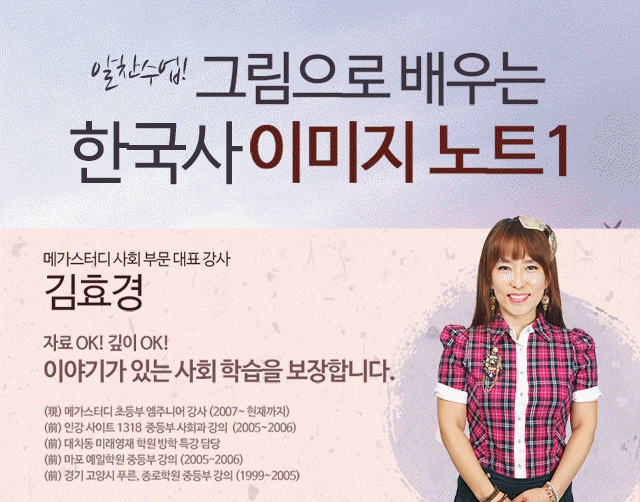 알찬수업! 그림으로 배우는
한국사 이미지 노트1
메가스터디 사회 부문 대표 강사
김효경
자료 OK! 깊이 OK!
이야기가 있는 사회 학습을 보장합니다.
(現) 메가스터디 초등부 엠주니어 강사 (2007~ 현재까지)
(前) 인강 사이트 1318 중등부 사회과 강의 (2005~2006)
(前) 대치동 미래영재 학원 방학 특강 담당
(前) 마포 예일학원 중등부 강의 (2005-2006)
(前) 경기 고양시 푸른, 종로학원 중등부 강의 (1999~2005)